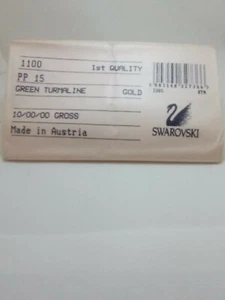 1100 1st QUALITY
PP 15
GREEN TURMALINE GOLD
10/00/00 GROSS
Made in Austria
SWAROVSKI